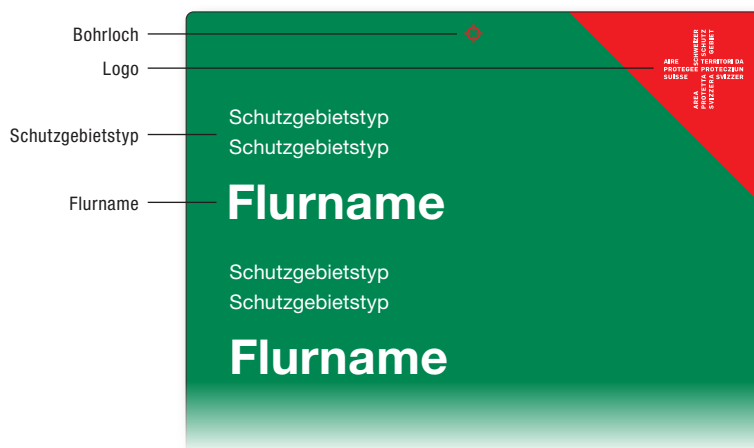 Bohrloch
Logo
Schutzgebietstyp
Flurname
Schutzgebietstyp
Schutzgebietstyp
Flurname
Schutzgebietstyp
Schutzgebietstyp
Flurname
AIRE
PROTEGEE
SUISSE
SCHWEIZER
SCHUTZ
GEBIET
TERRITORI DA
PROTECZIUN
SVIZZER
AREA
PROTETTA
SVIZZERA